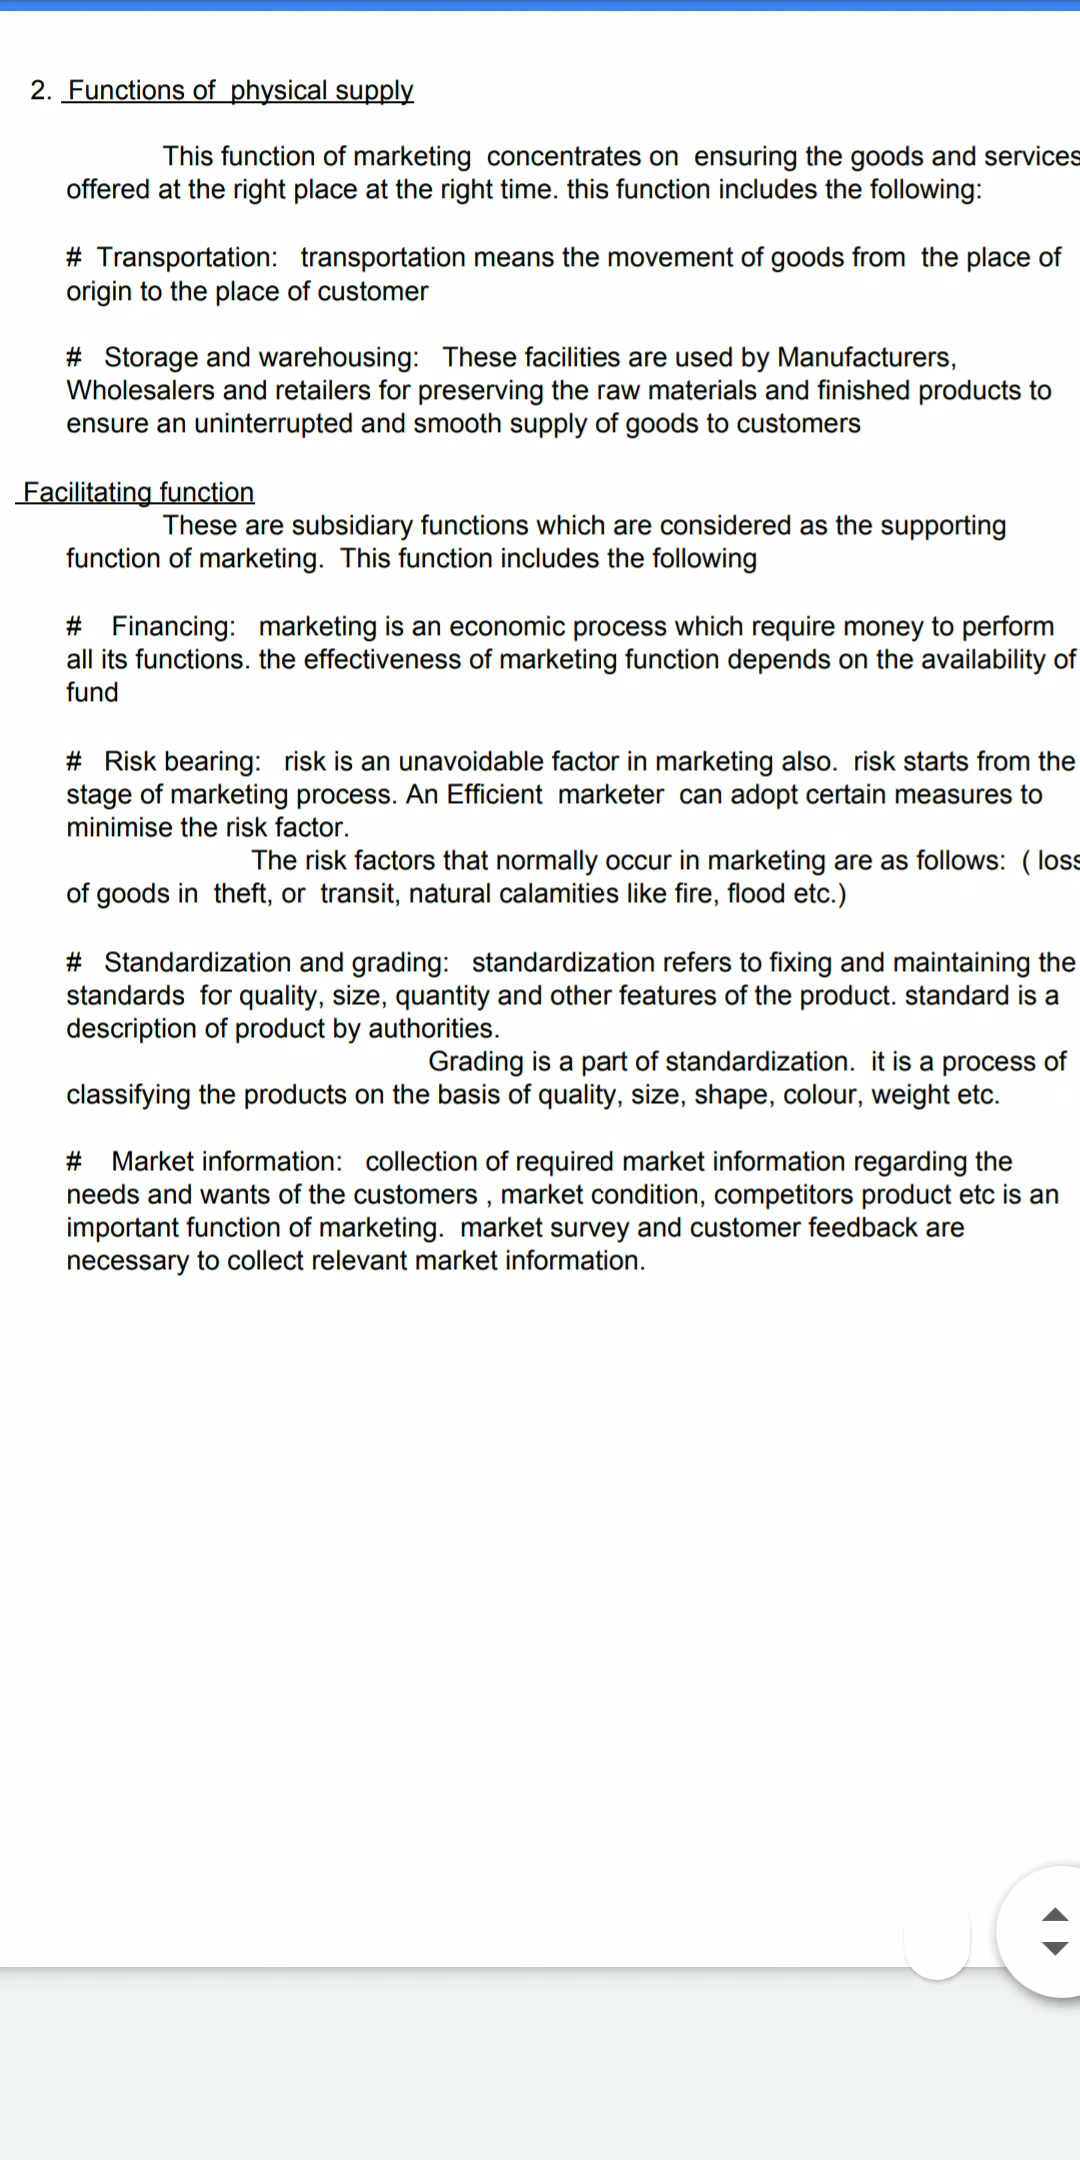 2. Functions of physical supply
This function of marketing concentrates on ensuring the goods and services
offered at the right place at the right time. this function includes the following:
# Transportation: transportation means the movement of goods from the place of
origin to the place of customer
# Storage and warehousing: These facilities are used by Manufacturers,
Wholesalers and retailers for preserving the raw materials and finished products to
ensure an uninterrupted and smooth supply of goods to customers
Facilitating function
These are subsidiary functions which are considered as the supporting
function of marketing. This function includes the following
# Financing: marketing is an economic process which require money to perform
all its functions. the effectiveness of marketing function depends on the availability of
fund
# Risk bearing: risk is an unavoidable factor in marketing also. risk starts from the
stage of marketing process. An Efficient marketer can adopt certain measures to
minimise the risk factor.
The risk factors that normally occur in marketing are as follows: ( loss
of goods in theft, or transit, natural calamities like fire, flood etc.)
# Standardization and grading: standardization refers to fixing and maintaining the
standards for quality, size, quantity and other features of the product. standard is a
description of product by authorities.
Grading is a part of standardization. it is a process of
classifying the products on the basis of quality, size, shape, colour, weight etc.
# Market information: collection of required market information regarding the
needs and wants of the customers , market condition, competitors product etc is an
important function of marketing. market survey and customer feedback are
necessary to collect relevant market information.